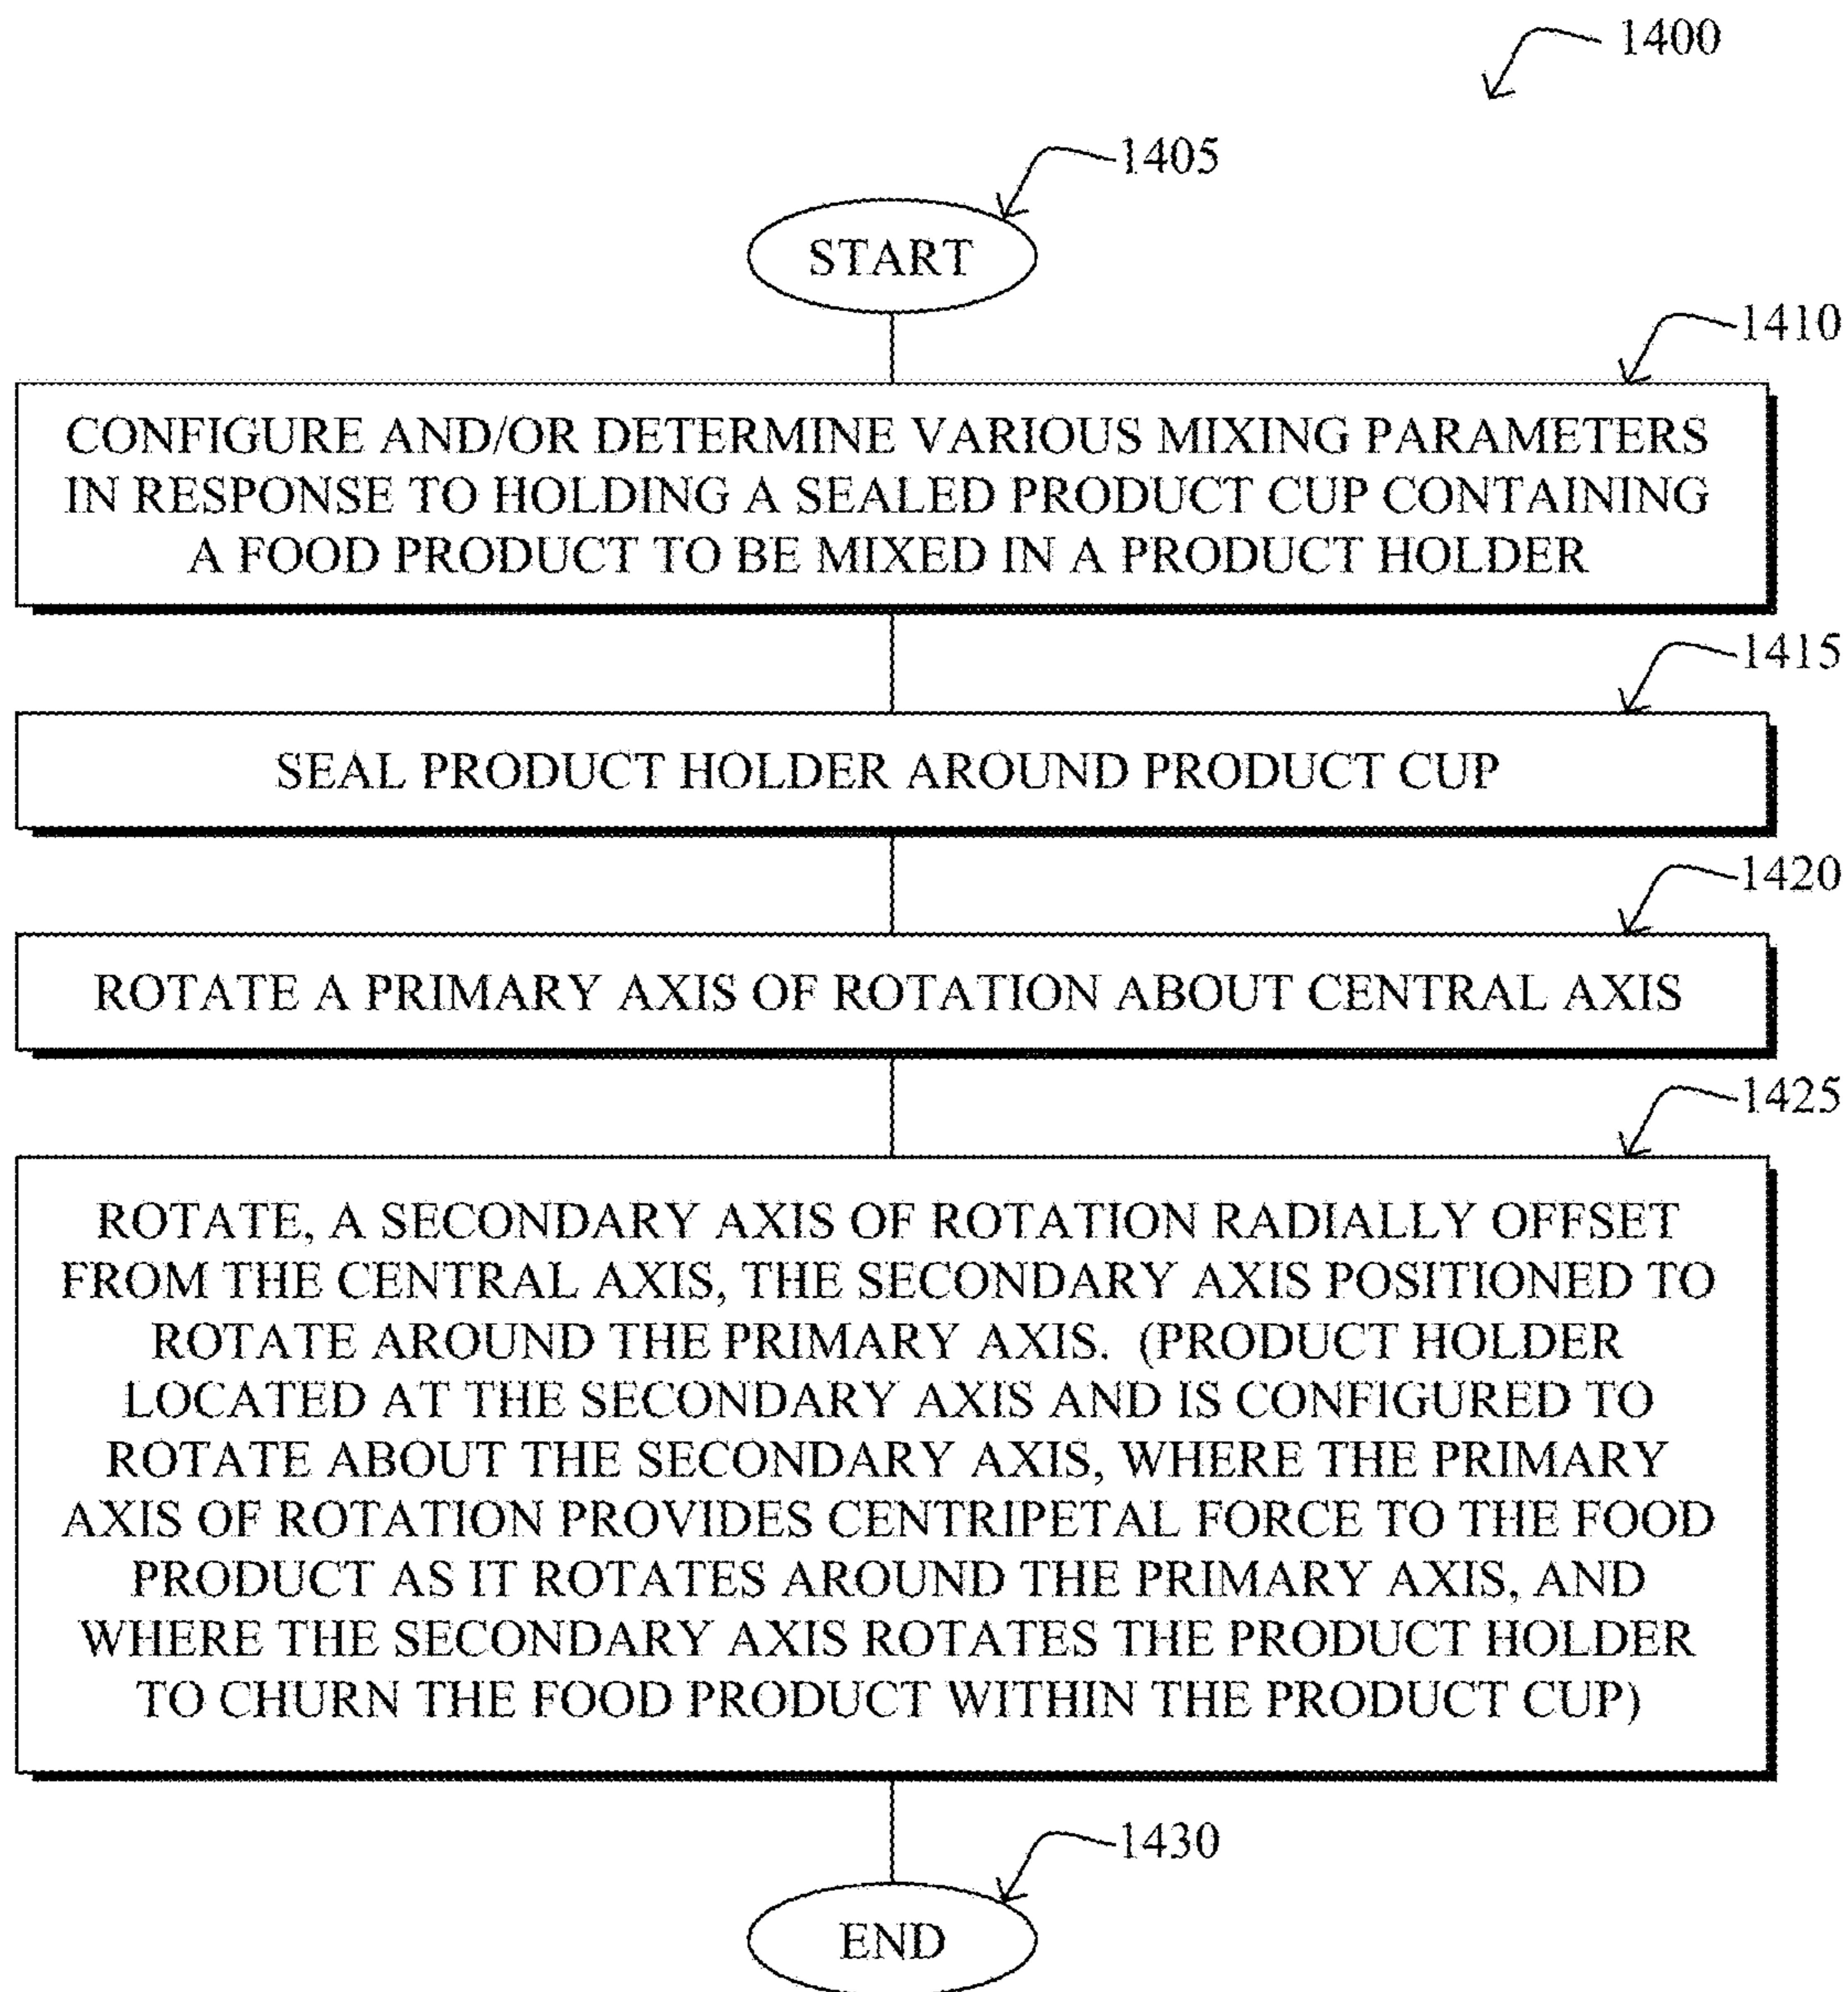 1400
1405
START
1410
CONFIGURE AND/OR DETERMINE VARIOUS MIXING PARAMETERS
IN RESPONSE TO HOLDING A SEALED PRODUCT CUP CONTAINING
A FOOD PRODUCT TO BE MIXED IN A PRODUCT HOLDER
1415
SEAL PRODUCT HOLDER AROUND PRODUCT CUP
1420
ROTATE A PRIMARY AXIS OF ROTATION ABOUT CENTRAL AXIS
1425
ROTATE, A SECONDARY AXIS OF ROTATION RADIALLY OFFSET
FROM THE CENTRAL AXIS, THE SECONDARY AXIS POSITIONED TO
ROTATE AROUND THE PRIMARY AXIS. (PRODUCT HOLDER
LOCATED AT THE SECONDARY AXIS AND IS CONFIGURED TO
ROTATE ABOUT THE SECONDARY AXIS, WHERE THE PRIMARY
AXIS OF ROTATION PROVIDES CENTRIPETAL FORCE TO THE FOOD
PRODUCT AS IT ROTATES AROUND THE PRIMARY AXIS, AND
WHERE THE SECONDARY AXIS ROTATES THE PRODUCT HOLDER
TO CHURN THE FOOD PRODUCT WITHIN THE PRODUCT CUP)
1430
END